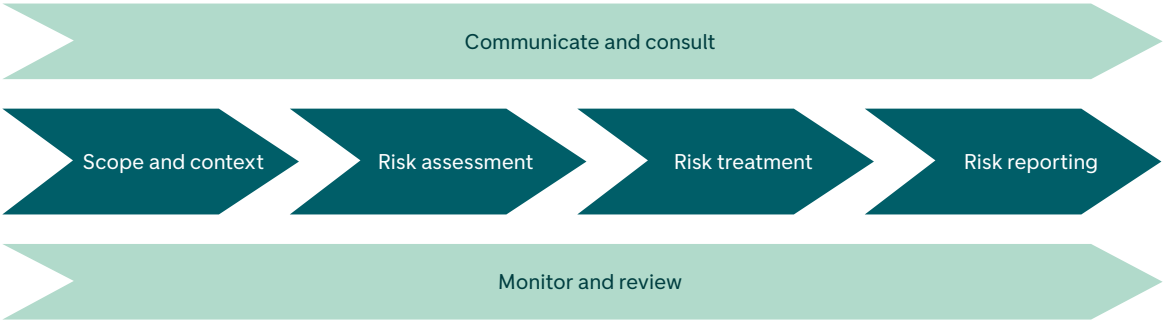 Communicate and consult
Scope and context
Risk assessment
Risk treatment
Risk reporting
Monitor and review